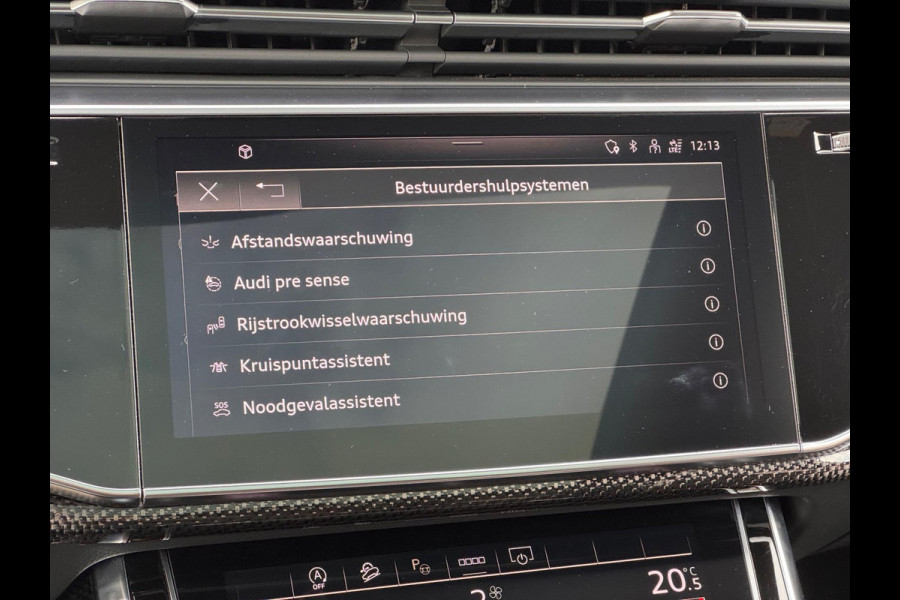 12:13
Bestuurdershulpsystemen
Afstandswaarschuwing
Audi pre sense
Rijstrookwisselwaarschuwing
Kruispuntassistent
SOS Noodgevalassistent
A
OFF
P
20.5 °C